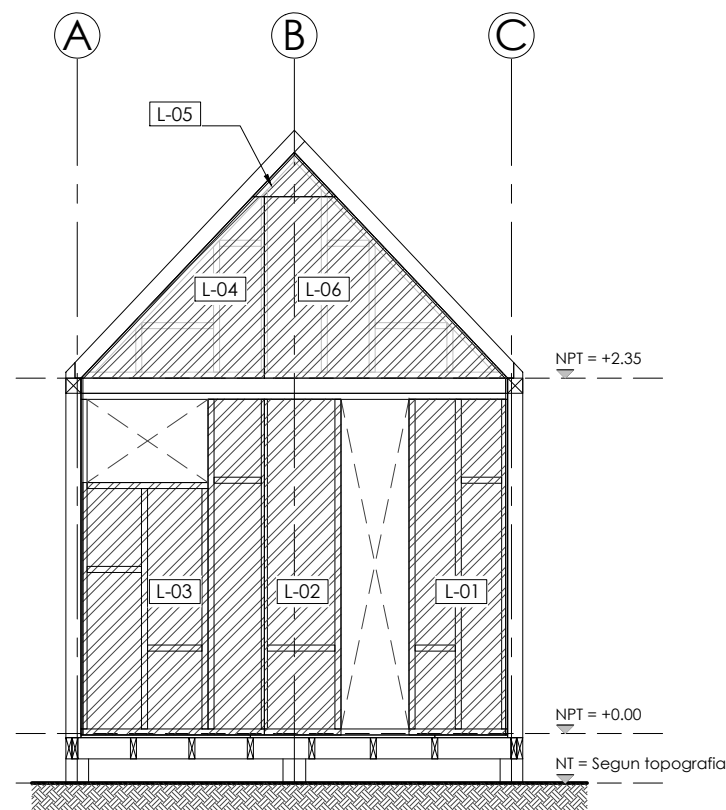 A
B
C
L-05
L-04
L-06
NPT = +2.35
L-03
L-02
L-01
NPT = +0.00
NT = Segun topografia